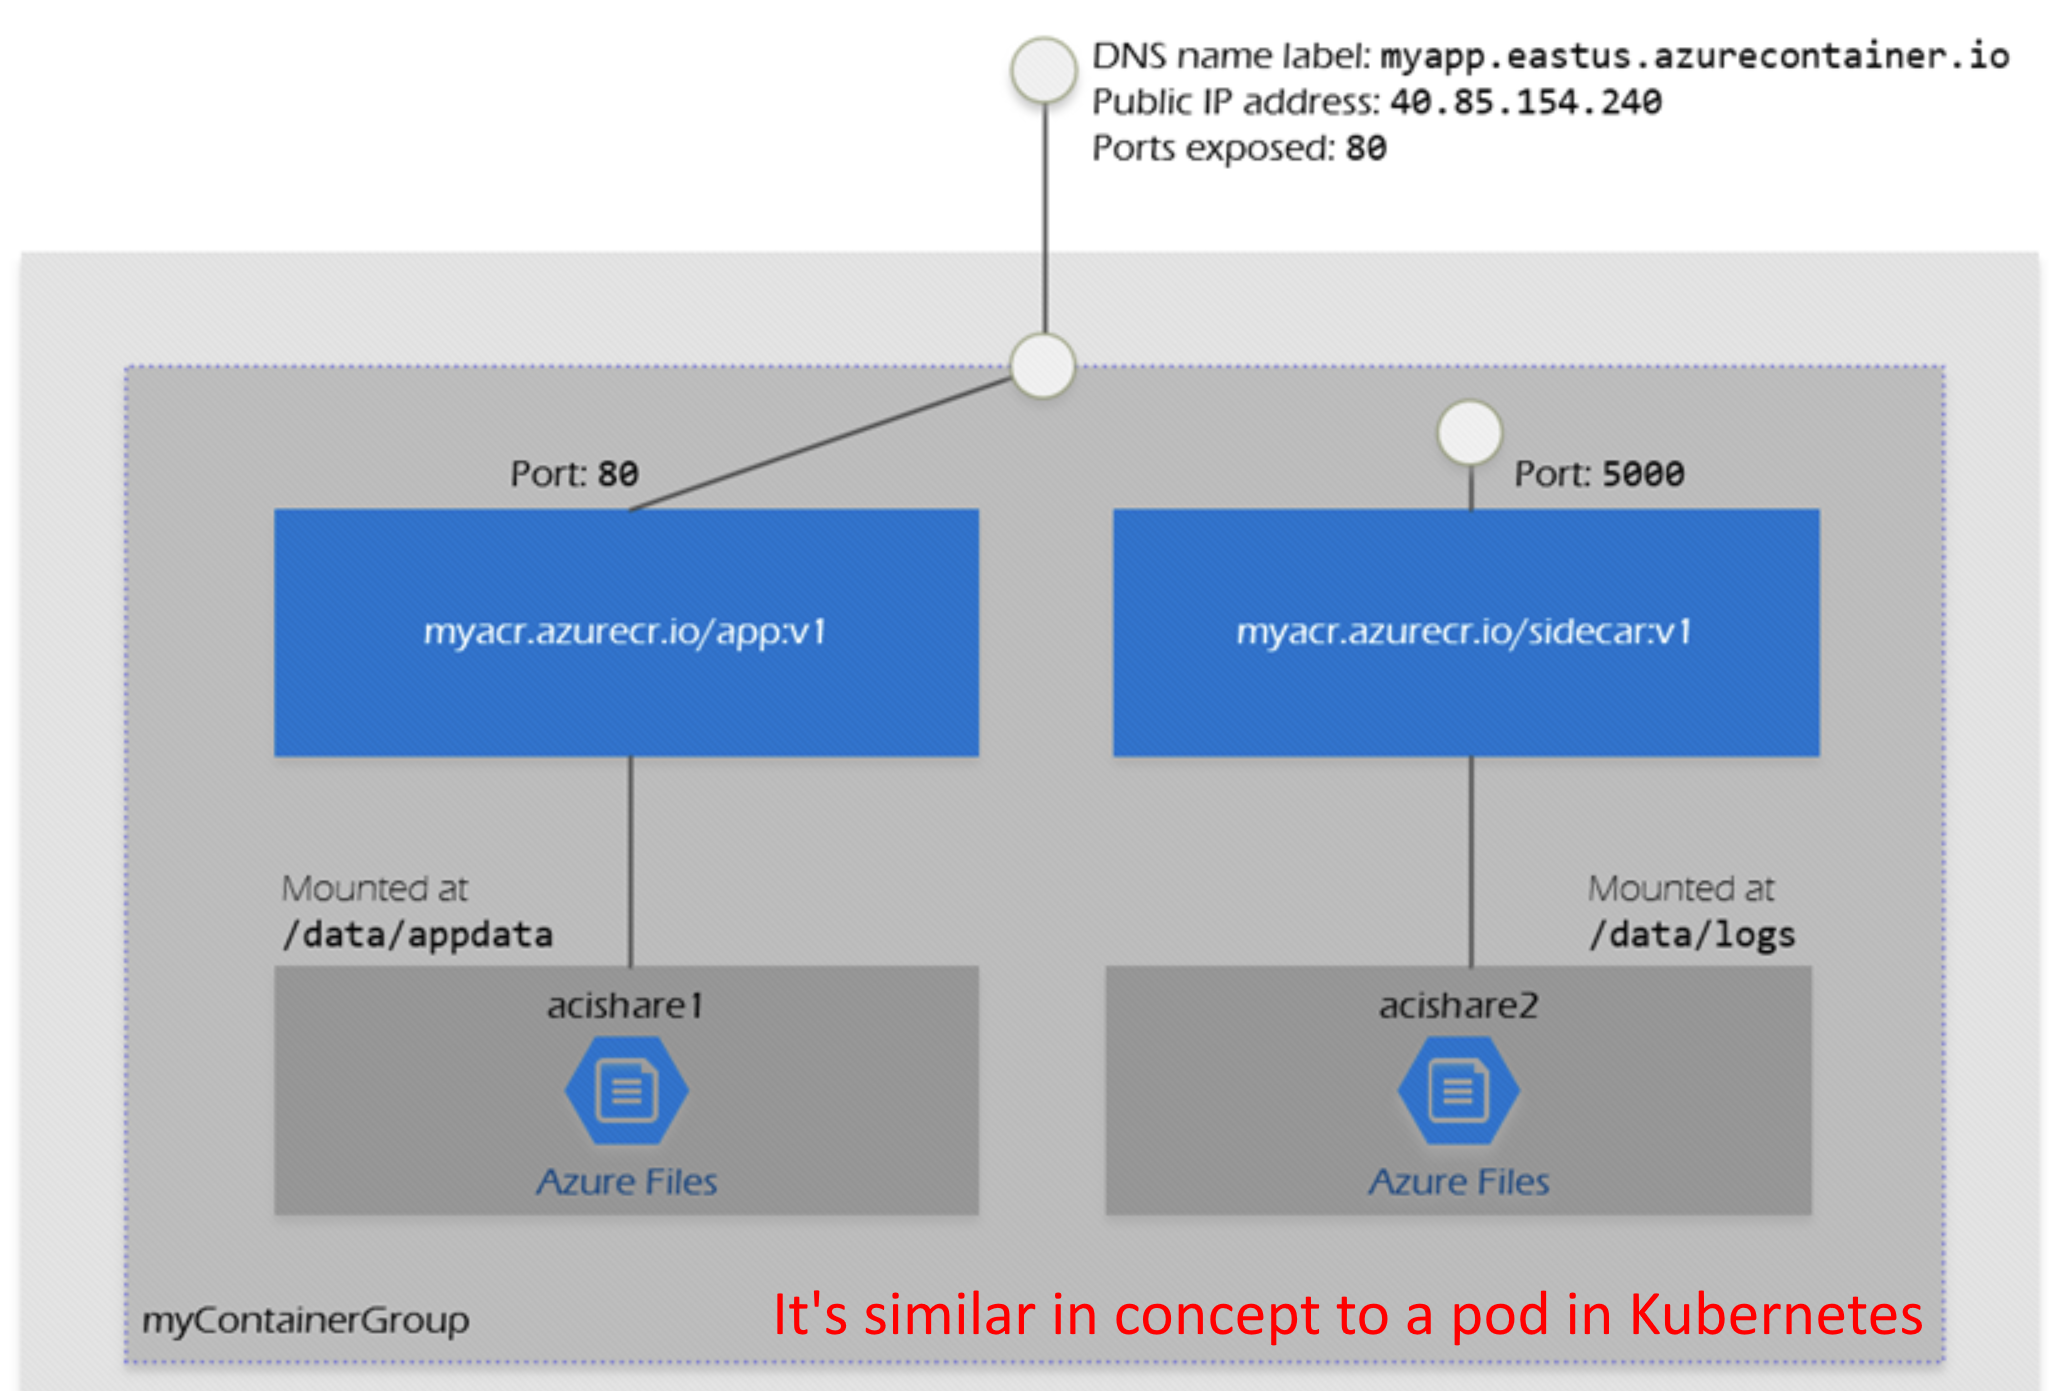 DNS name label: myapp.eastus.azurecontainer.io
Public IP address: 40.85.154.240
Ports exposed: 80
Port: 80
Port: 5000
myacr.azurecr.io/app:v1
myacr.azurecr.io/sidecar:v1
Mounted at
/data/appdata
Mounted at
/data/logs
acishare1
Azure Files
acishare2
Azure Files
myContainerGroup
It's similar in concept to a pod in Kubernetes